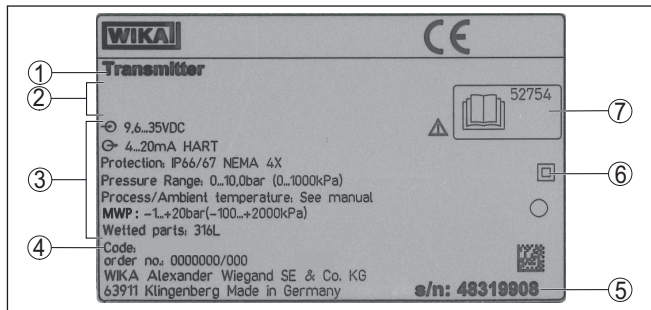 WIKA CE
1 Transmitter
2
52754 7
9,6...35VDC
4...20mA HART
Protection: IP66/67 NEMA 4X
3 Pressure Range: 0...10,0bar (0...1000kPa)
6
Process/Ambient temperature: See manual
MWP: -1...+20bar(-100...+2000kPa)
Wetted parts: 316L
4 Code:
order no.: 0000000/000
WIKA Alexander Wiegand SE & Co. KG
63911 Klingenberg Made in Germany s/n: 48319908 5